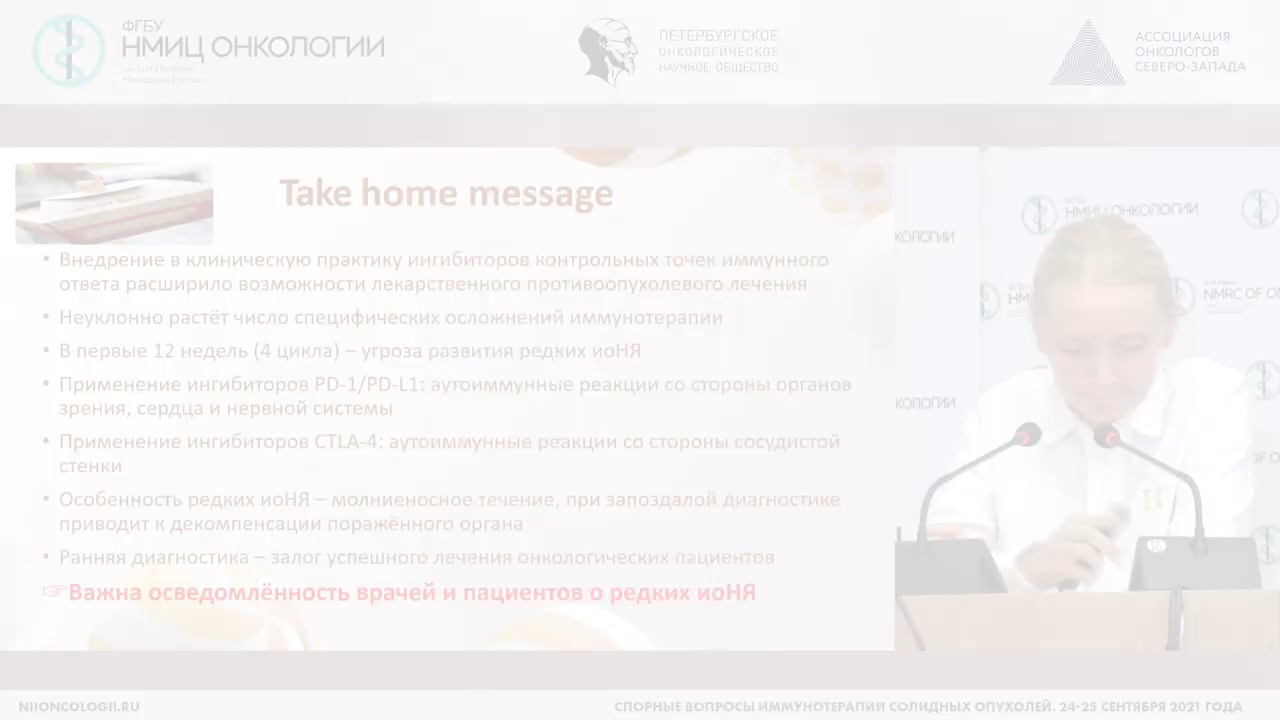 ФГБУ
НМИЦ ОНКОЛОГИИ
ПЕТЕРБУРГСКОЕ
ОНКОЛОГИЧЕСКОЕ
НАУЧНОЕ ОБЩЕСТВО
АССОЦИАЦИЯ
ОНКОЛОГОВ
СЕВЕРО-ЗАПАДА
Take home message
• Внедрение в клиническую практику иигибиторов контрольных точек иммунного
ответа расширило возможности лекарственного противоопухолевого лечения
• Неуклонно растёт число специфических осложнений иммунотерапии
• В первые 12 недель (4 цикла) – угроза развития редких иоНЯ
• Применение ингибиторов PD-1/PD-L1: аутоиммунные реакции со стороны органов
зрения, сердца и нервной системы
• Применение ингибиторов CTLA-4: аутоиммунные реакции со стороны сосудистой
стенки
• Особенность редких иоНЯ – молниеносное течение, при запоздалой диагностике
приводит к декомпенсации поражённого органа
• Ранняя диагностика – залог успешного лечения онкологических пациентов
☞Важна осведомлённость врачей и пациентов о редких иоНЯ
НМИЦ ОНКОЛОГИИ
КОЛОГИИ
NMRC OF O
КОЛОГИИ
NIIONCOLOGII.RU
СПОРНЫЕ ВОПРОСЫ ИММУНОТЕРАПИИ СОЛИДНЫХ ОПУХОЛЕЙ. 24-25 СЕНТЯБРЯ 2021 ГОДА